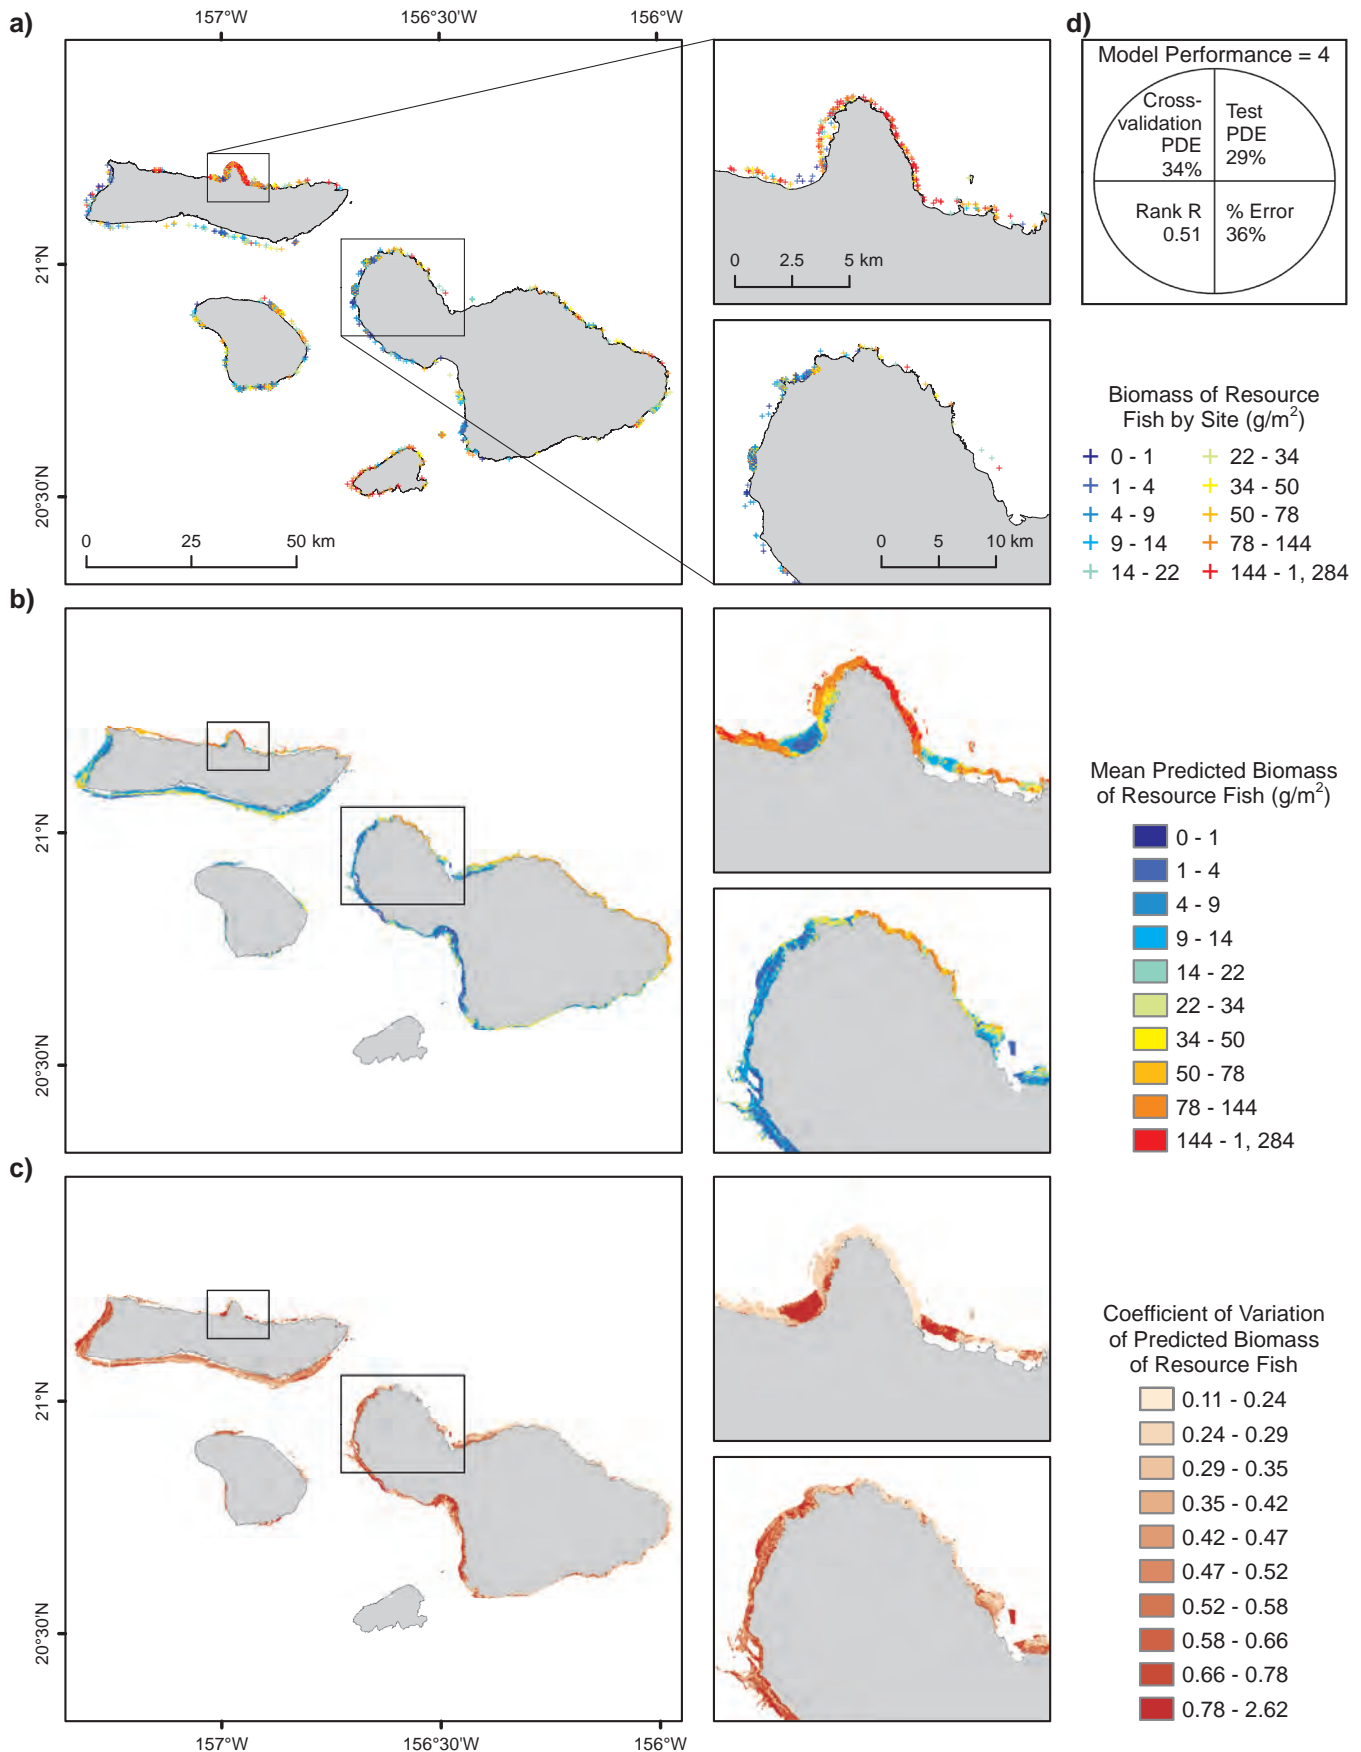 a)
157°W
156°30'W
156°W
21°N
20°30'N
0 25 50 km
0 2.5 5 km
0 5 10 km
d)
Model Performance = 4
Cross-
validation
PDE
34%
Test
PDE
29%
Rank R
0.51
% Error
36%
Biomass of Resource
Fish by Site (g/m²)
0 - 1
1 - 4
4 - 9
9 - 14
14 - 22
22 - 34
34 - 50
50 - 78
78 - 144
144 - 1, 284
b)
21°N
20°30'N
Mean Predicted Biomass
of Resource Fish (g/m²)
0 - 1
1 - 4
4 - 9
9 - 14
14 - 22
22 - 34
34 - 50
50 - 78
78 - 144
144 - 1, 284
c)
21°N
20°30'N
157°W
156°30'W
156°W
Coefficient of Variation
of Predicted Biomass
of Resource Fish
0.11 - 0.24
0.24 - 0.29
0.29 - 0.35
0.35 - 0.42
0.42 - 0.47
0.47 - 0.52
0.52 - 0.58
0.58 - 0.66
0.66 - 0.78
0.78 - 2.62